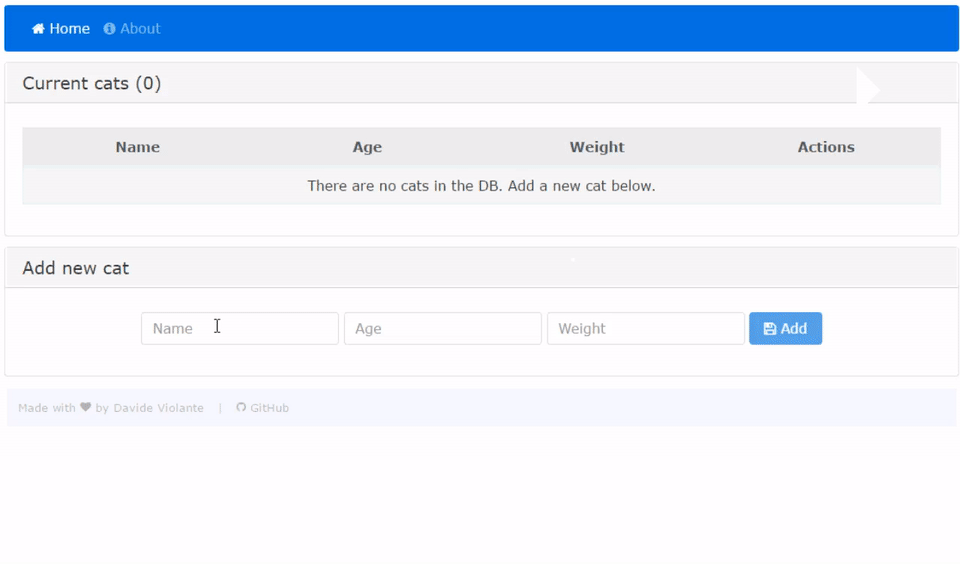 Home About
Current cats (0)
Name Age Weight Actions
There are no cats in the DB. Add a new cat below.
Add new cat
Name Age Weight Add
Made with ♥ by Davide Violante | GitHub